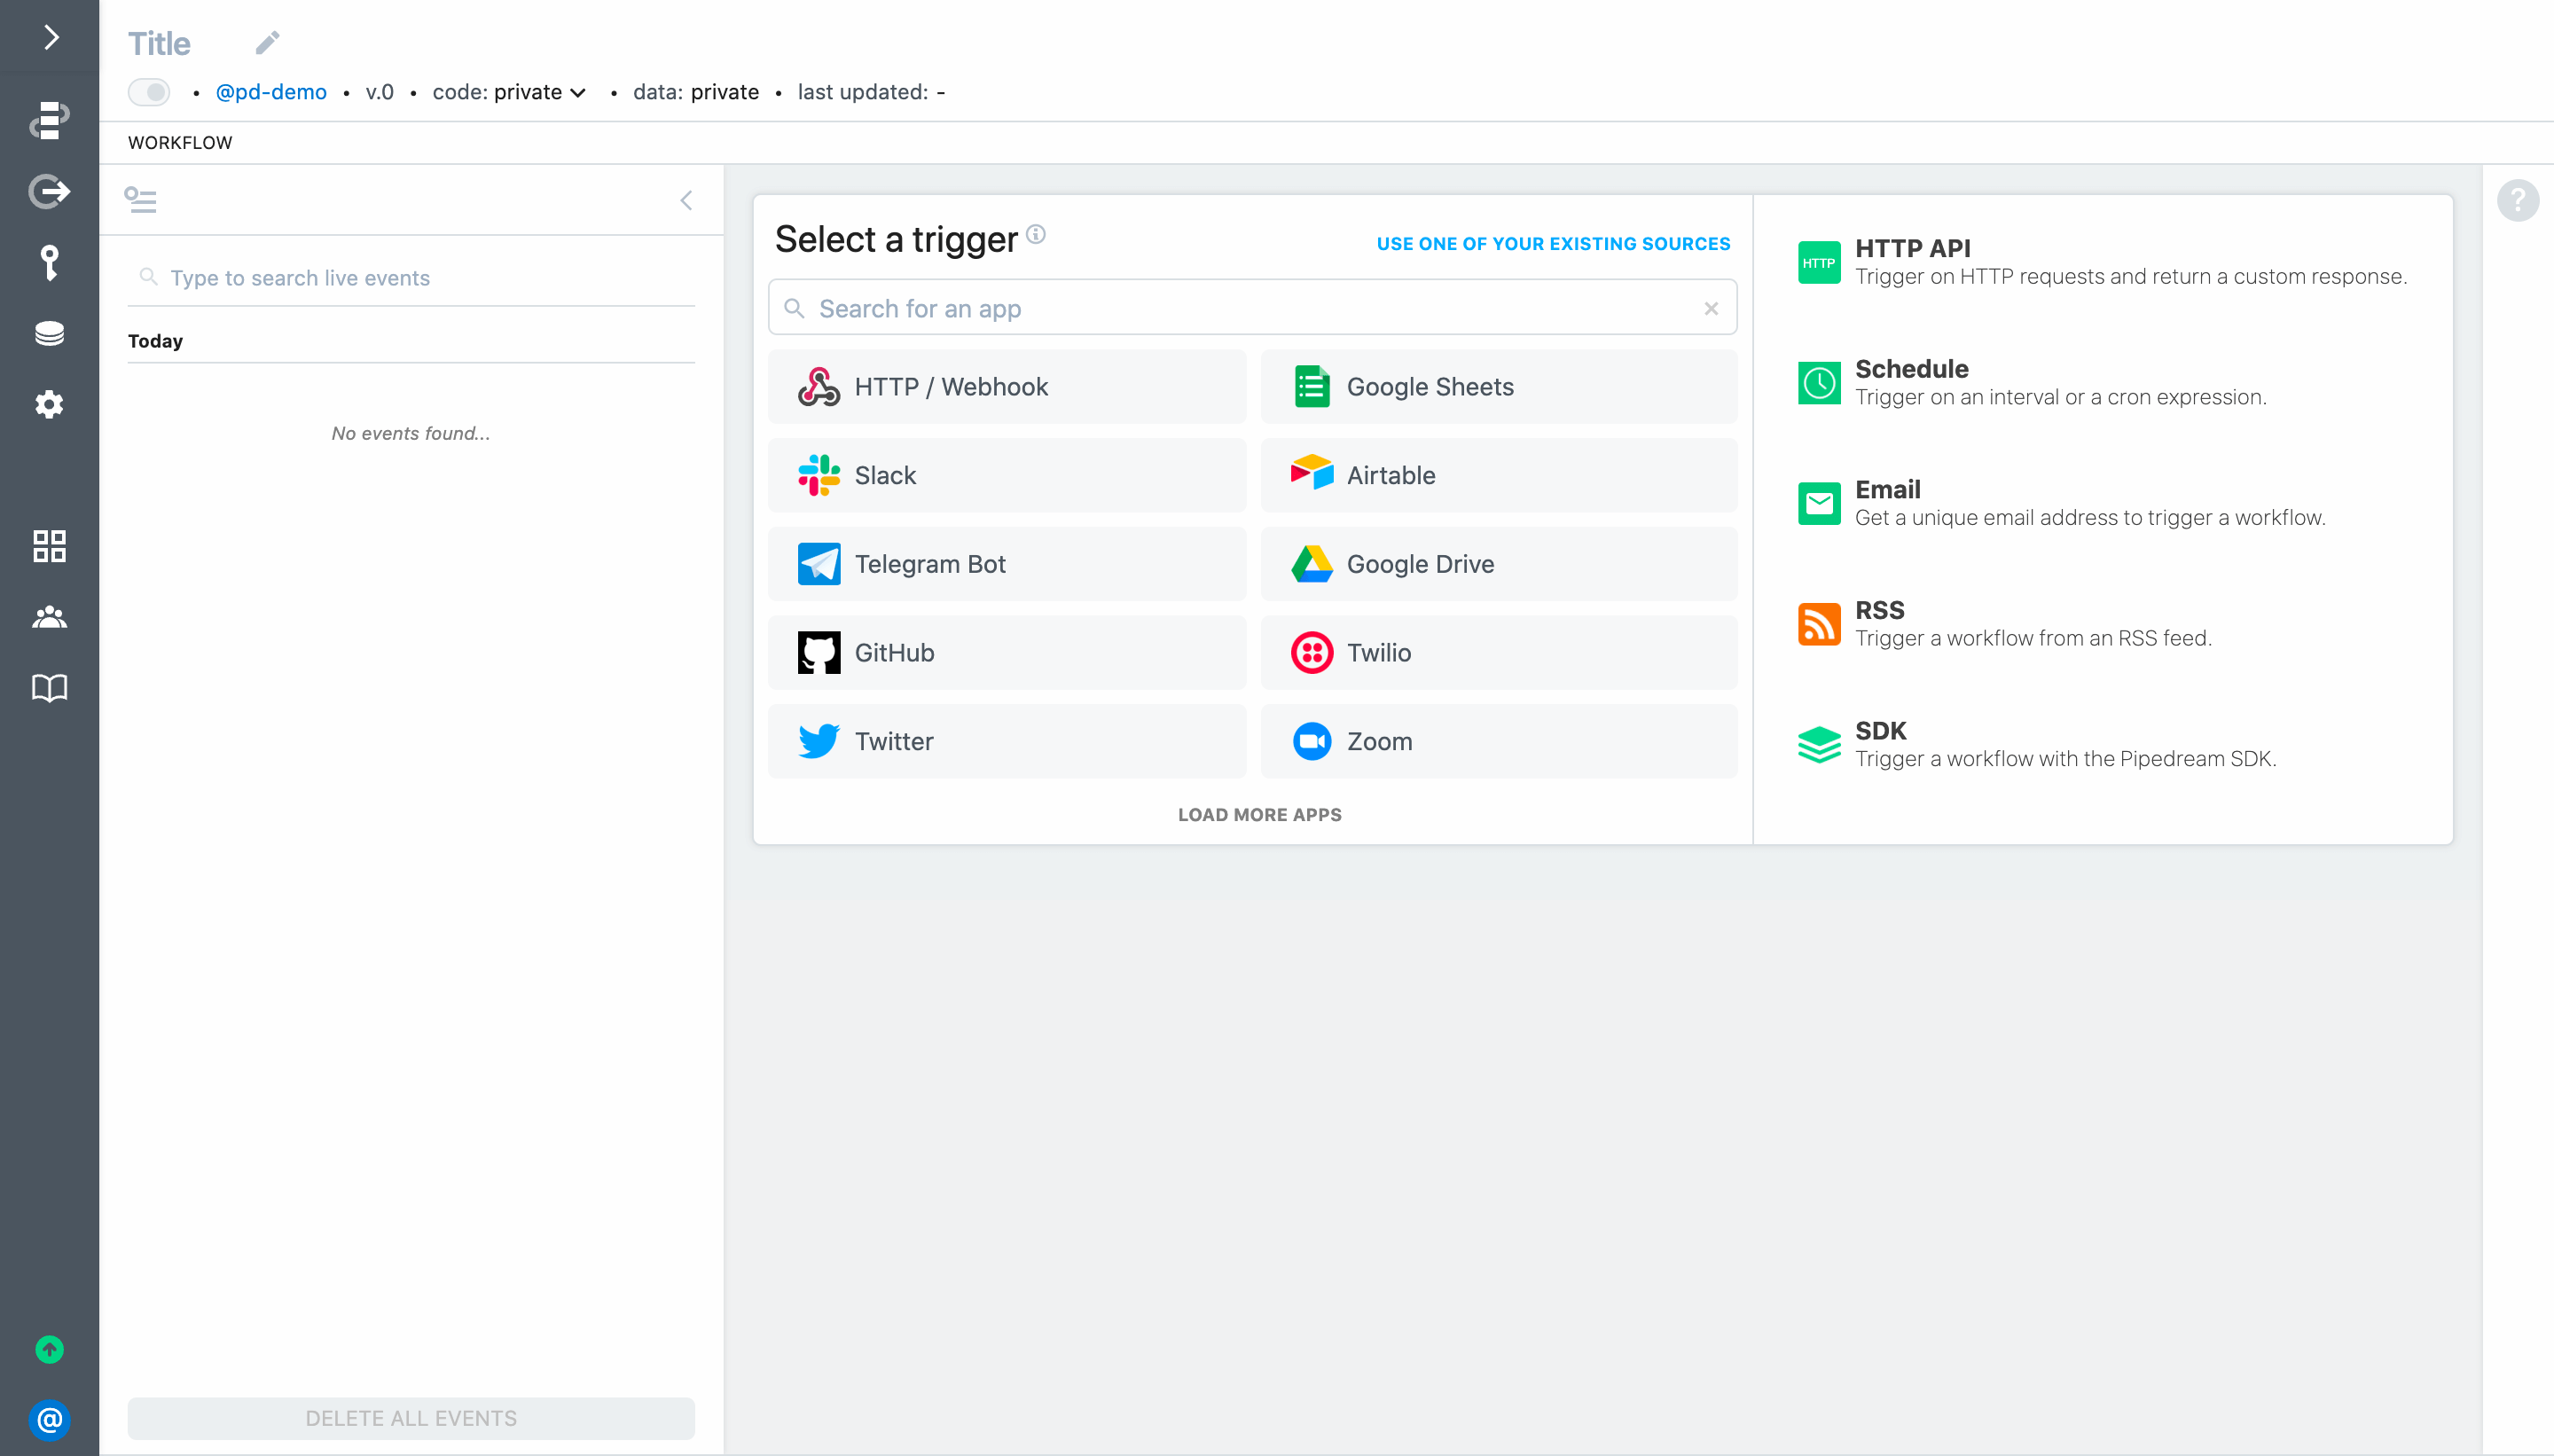 Title
• @pd-demo • v.0 • code: private • data: private • last updated: -
WORKFLOW
Type to search live events
Today
No events found...
DELETE ALL EVENTS
Select a trigger
USE ONE OF YOUR EXISTING SOURCES
Search for an app
HTTP / Webhook
Google Sheets
Slack
Airtable
Telegram Bot
Google Drive
GitHub
Twilio
Twitter
Zoom
LOAD MORE APPS
HTTP
HTTP API
Trigger on HTTP requests and return a custom response.
Schedule
Trigger on an interval or a cron expression.
Email
Get a unique email address to trigger a workflow.
RSS
Trigger a workflow from an RSS feed.
SDK
Trigger a workflow with the Pipedream SDK.
?
@